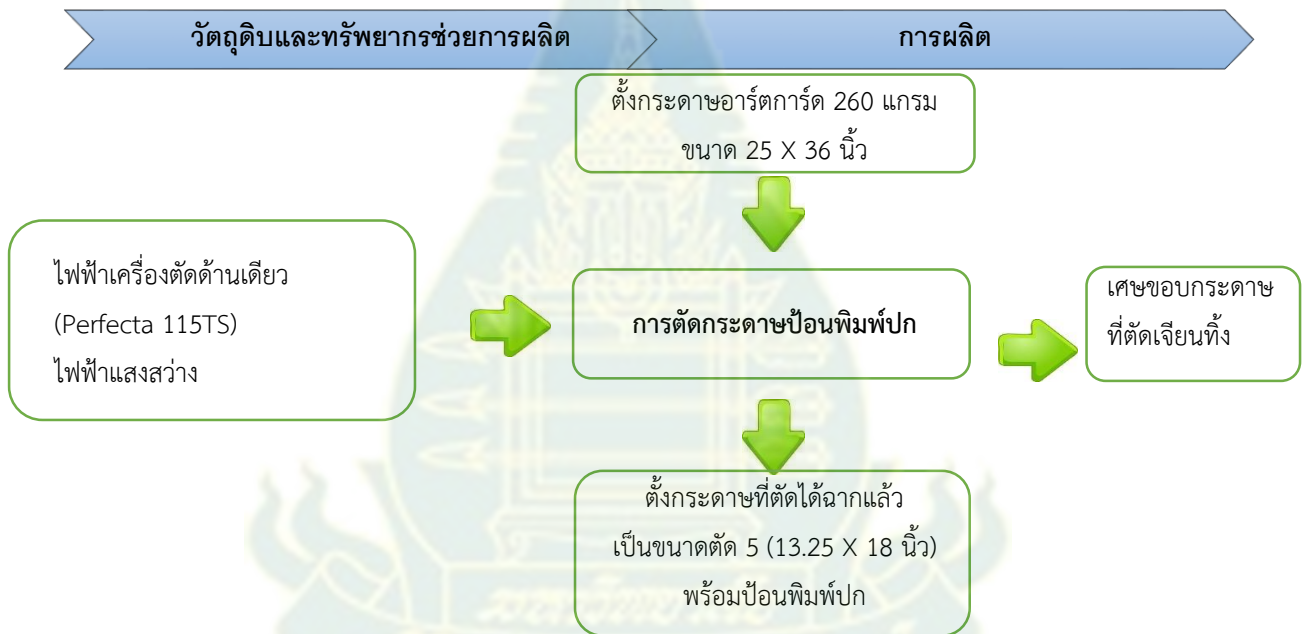 วัตถุดิบและทรัพยากรช่วยการผลิต
การผลิต
ตั้งกระดาษอาร์ตการ์ด 260 แกรม
ขนาด 25 X 36 นิ้ว
ไฟฟ้าเครื่องตัดด้านเดียว
(Perfecta 115TS)
ไฟฟ้าแสงสว่าง
การตัดกระดาษป้อนพิมพ์ปก
เศษขอบกระดาษ
ที่ตัดเจียนทิ้ง
ตั้งกระดาษที่ตัดได้ฉากแล้ว
เป็นขนาดตัด 5 (13.25 X 18 นิ้ว)
พร้อมป้อนพิมพ์ปก